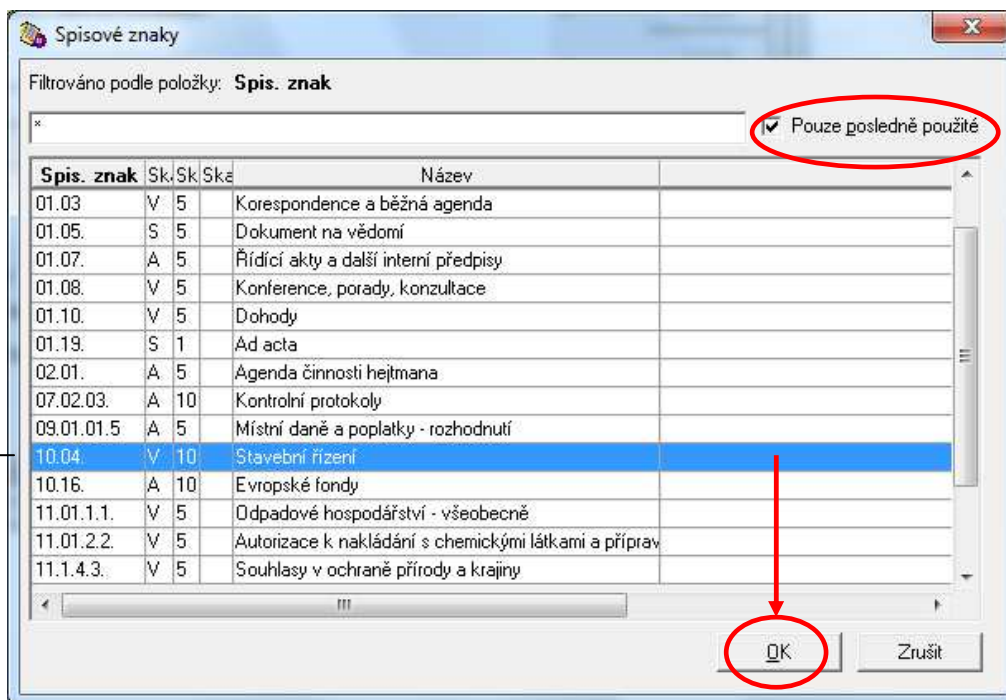 Spisové znaky
Filtrováno podle položky: Spis. znak
* Pouze posledně použité
Spis. znak Sk. Sk Ska Název
01.03 V 5 Korespondence a běžná agenda
01.05. S 5 Dokument na vědomí
01.07. A 5 Řídící akty a další interní předpisy
01.08. V 5 Konference, porady, konzultace
01.10. V 5 Dohody
01.19. S 1 Ad acta
02.01. A 5 Agenda činnosti hejtmana
07.02.03. A 10 Kontrolní protokoly
09.01.01.5 A 5 Místní daně a poplatky - rozhodnutí
10.04. V 10 Stavební řízení
10.16. A 10 Evropské fondy
11.01.1.1. V 5 Odpadové hospodářství - všeobecně
11.01.2.2. V 5 Autorizace k nakládání s chemickými látkami a příprav
11.1.4.3. V 5 Souhlasy v ochraně přírody a krajiny
OK Zrušit